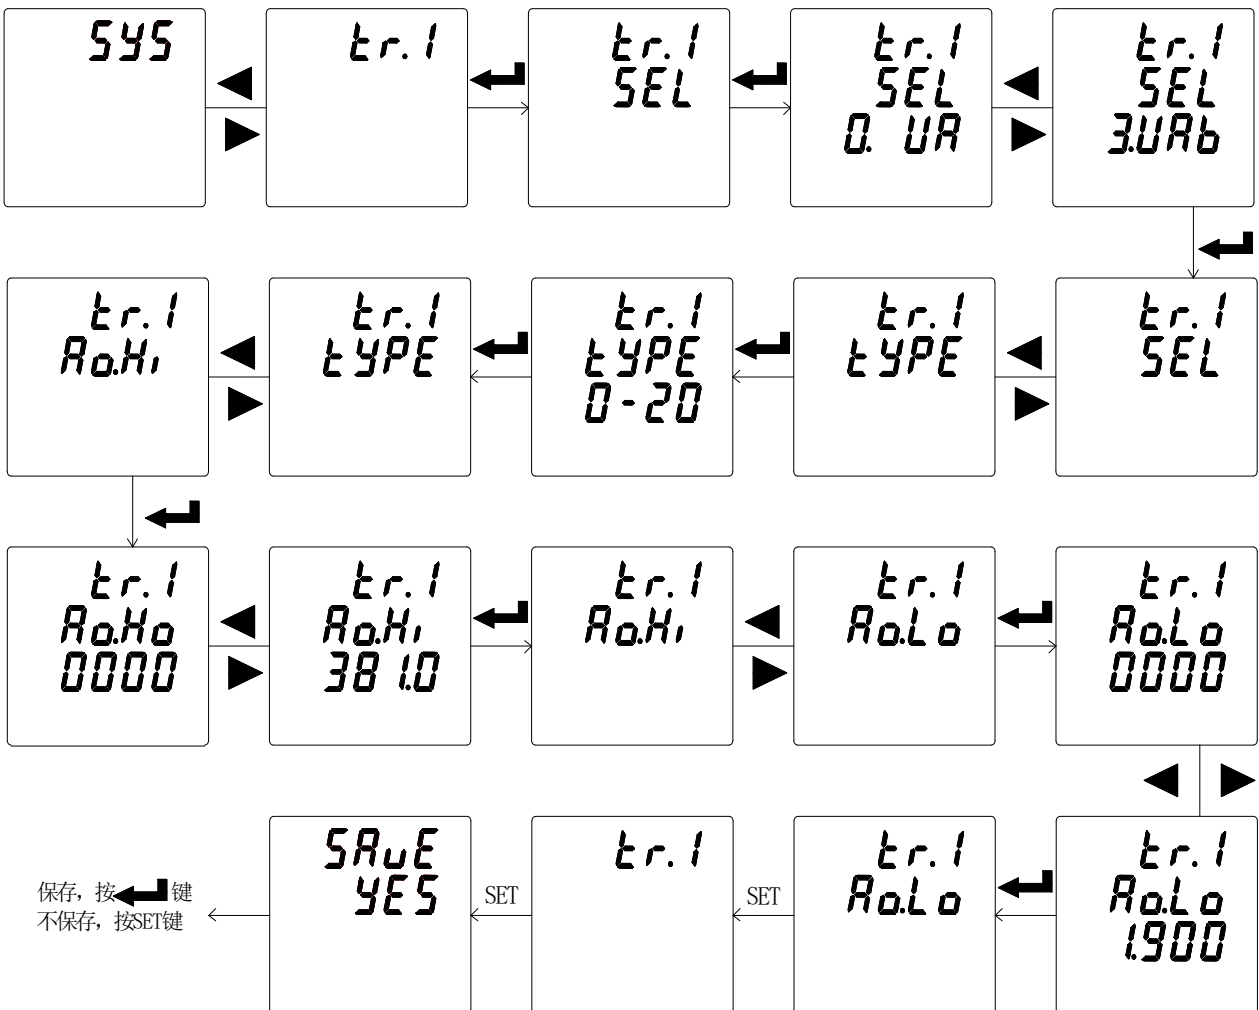 SYS
tr.1
tr.1
SEL
tr.1
SEL
0. UA
tr.1
SEL
3.UAb
tr.1
Ao.Hi
tr.1
tYPE
tr.1
tYPE
0-20
tr.1
tYPE
tr.1
SEL
tr.1
Ao.Ho
0000
tr.1
Ao.Hi
381.0
tr.1
Ao.Hi
tr.1
Ao.Lo
tr.1
Ao.Lo
0000
保存，按 键
不保存，按SET键
SAvE
YES
SET
tr.1
SET
tr.1
Ao.Lo
tr.1
Ao.Lo
1.900